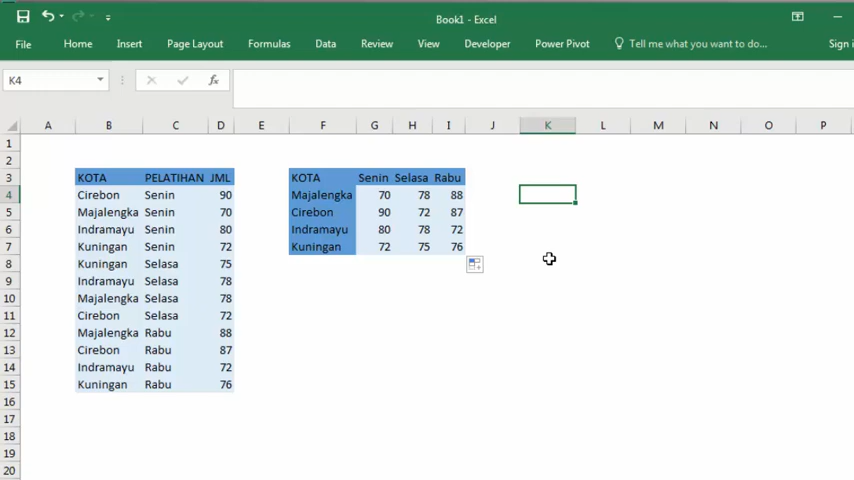 Book1 - Excel
File Home Insert Page Layout Formulas Data Review View Developer Power Pivot Tell me what you want to do... Sign i
K4 fx
A B C D E F G H I J K L M N O P
1
2
3 KOTA PELATIHAN JML KOTA Senin Selasa Rabu
4 Cirebon Senin 90 Majalengka 70 78 88
5 Majalengka Senin 70 Cirebon 90 72 87
6 Indramayu Senin 80 Indramayu 80 78 72
7 Kuningan Senin 72 Kuningan 72 75 76
8 Kuningan Selasa 75
9 Indramayu Selasa 78
10 Majalengka Selasa 78
11 Cirebon Selasa 72
12 Majalengka Rabu 88
13 Cirebon Rabu 87
14 Indramayu Rabu 72
15 Kuningan Rabu 76
16
17
18
19
20